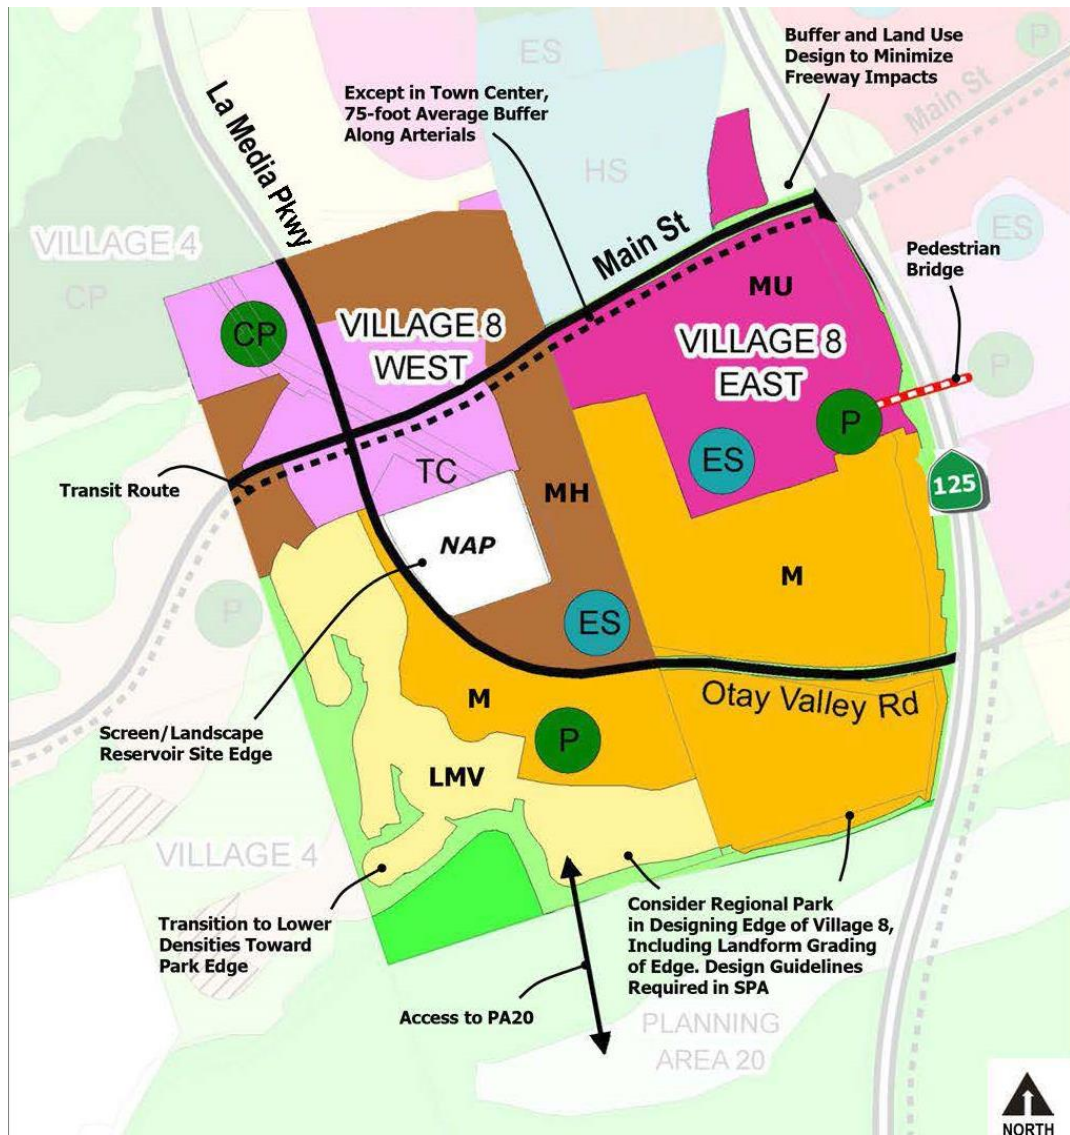 Buffer and Land Use
Design to Minimize
Freeway Impacts
P
ES
Main St
Except in Town Center,
75-foot Average Buffer
Along Arterials
La Media Pkwy
HS
Main St
ES
VILLAGE 4
CP
Pedestrian
Bridge
MU
CP
VILLAGE 8
WEST
VILLAGE 8
EAST
P
P
TC
ES
125
Transit Route
MH
NAP
M
P
ES
M
Otay Valley Rd
Screen/Landscape
Reservoir Site Edge
P
LMV
VILLAGE 4
Transition to Lower
Densities Toward
Park Edge
Consider Regional Park
in Designing Edge of Village 8,
Including Landform Grading
of Edge. Design Guidelines
Required in SPA
Access to PA20
PLANNING
AREA 20
NORTH